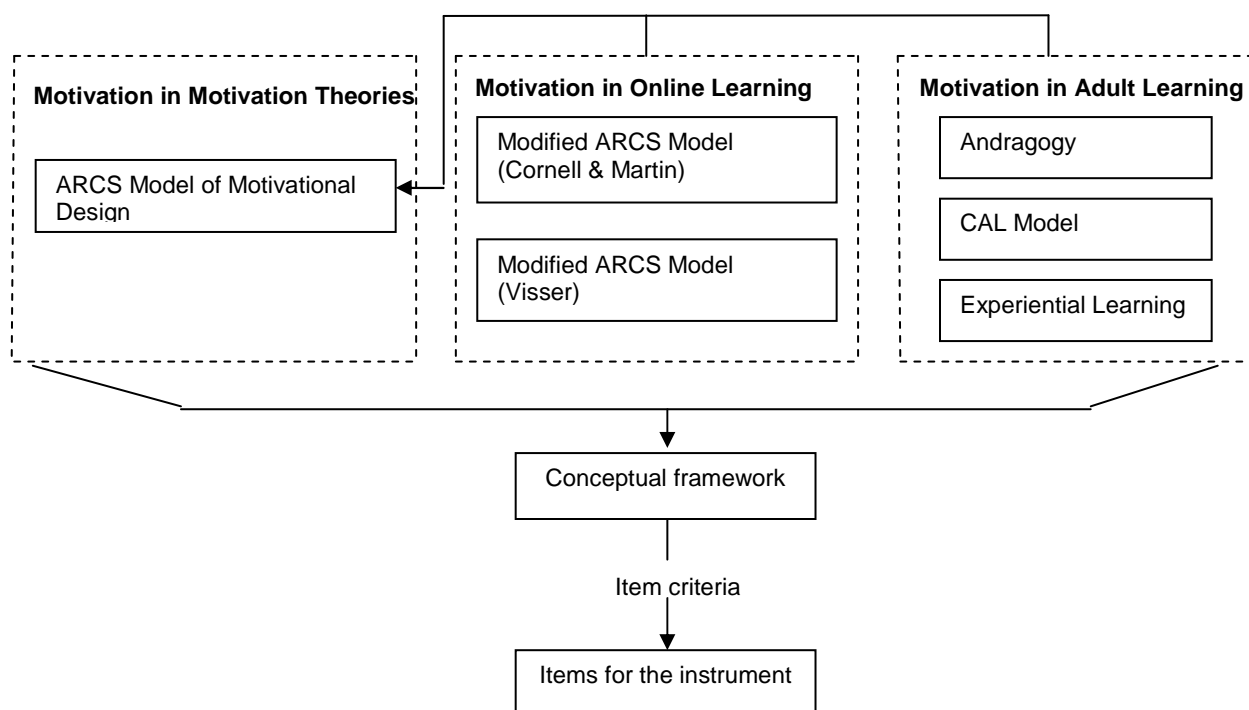 Motivation in Motivation Theories
ARCS Model of Motivational
Design
Motivation in Online Learning
Modified ARCS Model
(Cornell & Martin)
Modified ARCS Model
(Visser)
Motivation in Adult Learning
Andragogy
CAL Model
Experiential Learning
Conceptual framework
Item criteria
Items for the instrument